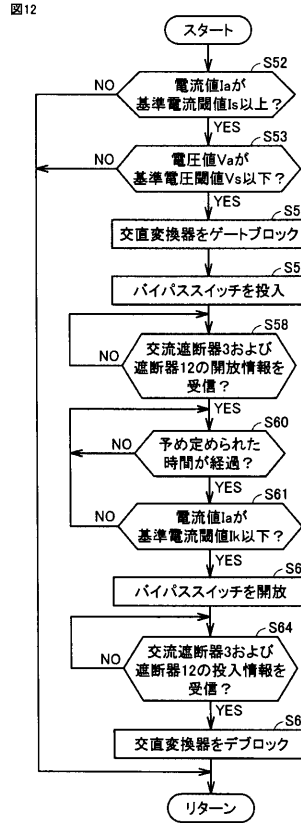 図12
スタート
S52
電流値Iaが
基準電流閾値Is以上？
NO
YES
S53
電圧値Vaが
基準電圧閾値Vs以下？
NO
YES
交直変換器をゲートブロック
バイパススイッチを投入
S58
交流遮断器3および
遮断器12の開放情報を
受信？
NO
YES
S60
予め定められた
時間が経過？
NO
YES
S61
電流値Iaが
基準電流閾値Ik以下？
NO
YES
バイパススイッチを開放
S64
交流遮断器3および
遮断器12の投入情報を
受信？
NO
YES
交直変換器をデブロック
リターン